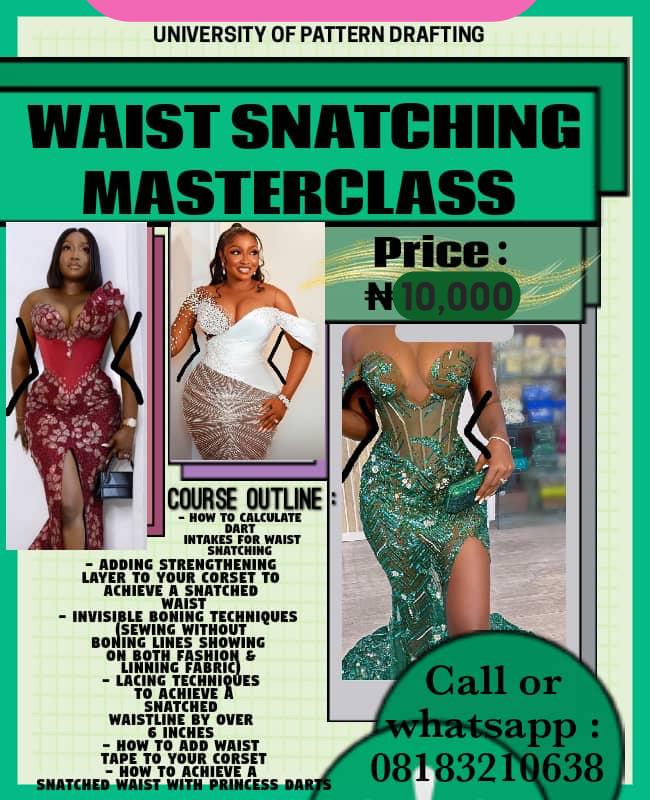 UNIVERSITY OF PATTERN DRAFTING
WAIST SNATCHING
MASTERCLASS
Price :
₦10,000
COURSE OUTLINE :
- HOW TO CALCULATE
DART
INTAKES FOR WAIST
SNATCHING
- ADDING STRENGTHENING
LAYER TO YOUR CORSET TO
ACHIEVE A SNATCHED
WAIST
- INVISIBLE BONING TECHNIQUES
(SEWING WITHOUT
BONING LINES SHOWING
ON BOTH FASHION &
LINNING FABRIC)
- LACING TECHNIQUES
TO ACHIEVE A
SNATCHED
WAISTLINE BY OVER
6 INCHES
- HOW TO ADD WAIST
TAPE TO YOUR CORSET
- HOW TO ACHIEVE A
SNATCHED WAIST WITH PRINCESS DARTS
Call or
whatsapp :
08183210638